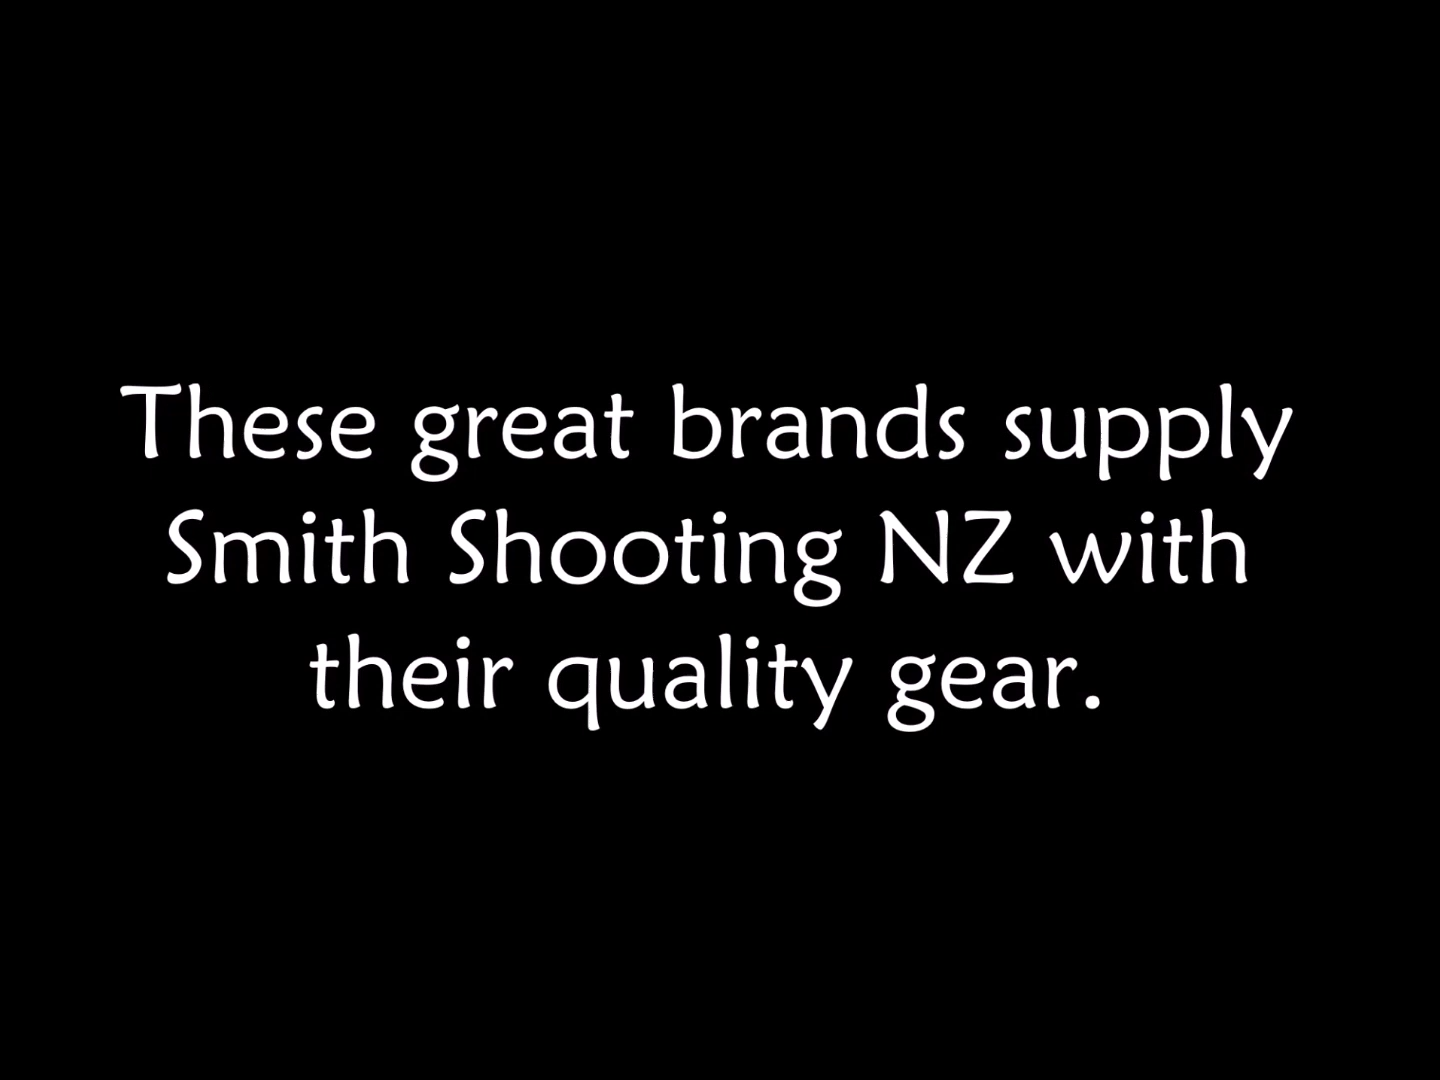 These great brands supply
Smith Shooting NZ with
their quality gear.